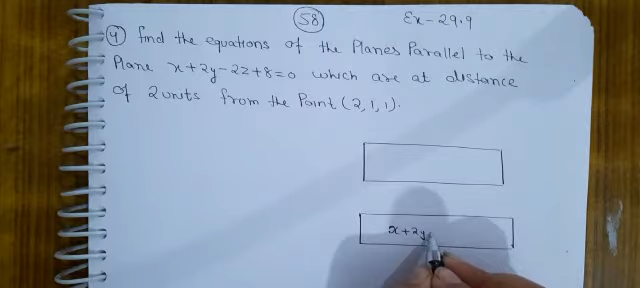 58
Ex-29.9
4) find the equations of the Planes Parallel to the
Plane x+2y-2z+8=0 which are at distance
of 2 units from the Point (2,1,1).
x+2y